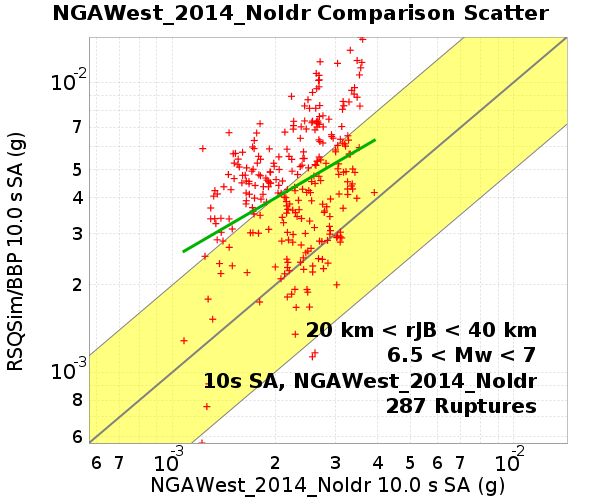 NGAWest_2014_NoIdr Comparison Scatter
RSQSim/BBP 10.0 s SA (g)
10-2
7
5
4
3
2
10-3
8
6
20 km < rJB < 40 km
6.5 < Mw < 7
10s SA, NGAWest_2014_NoIdr
287 Ruptures
6 7 10-3 2 3 4 5 6 7 10-2
NGAWest_2014_NoIdr 10.0 s SA (g)